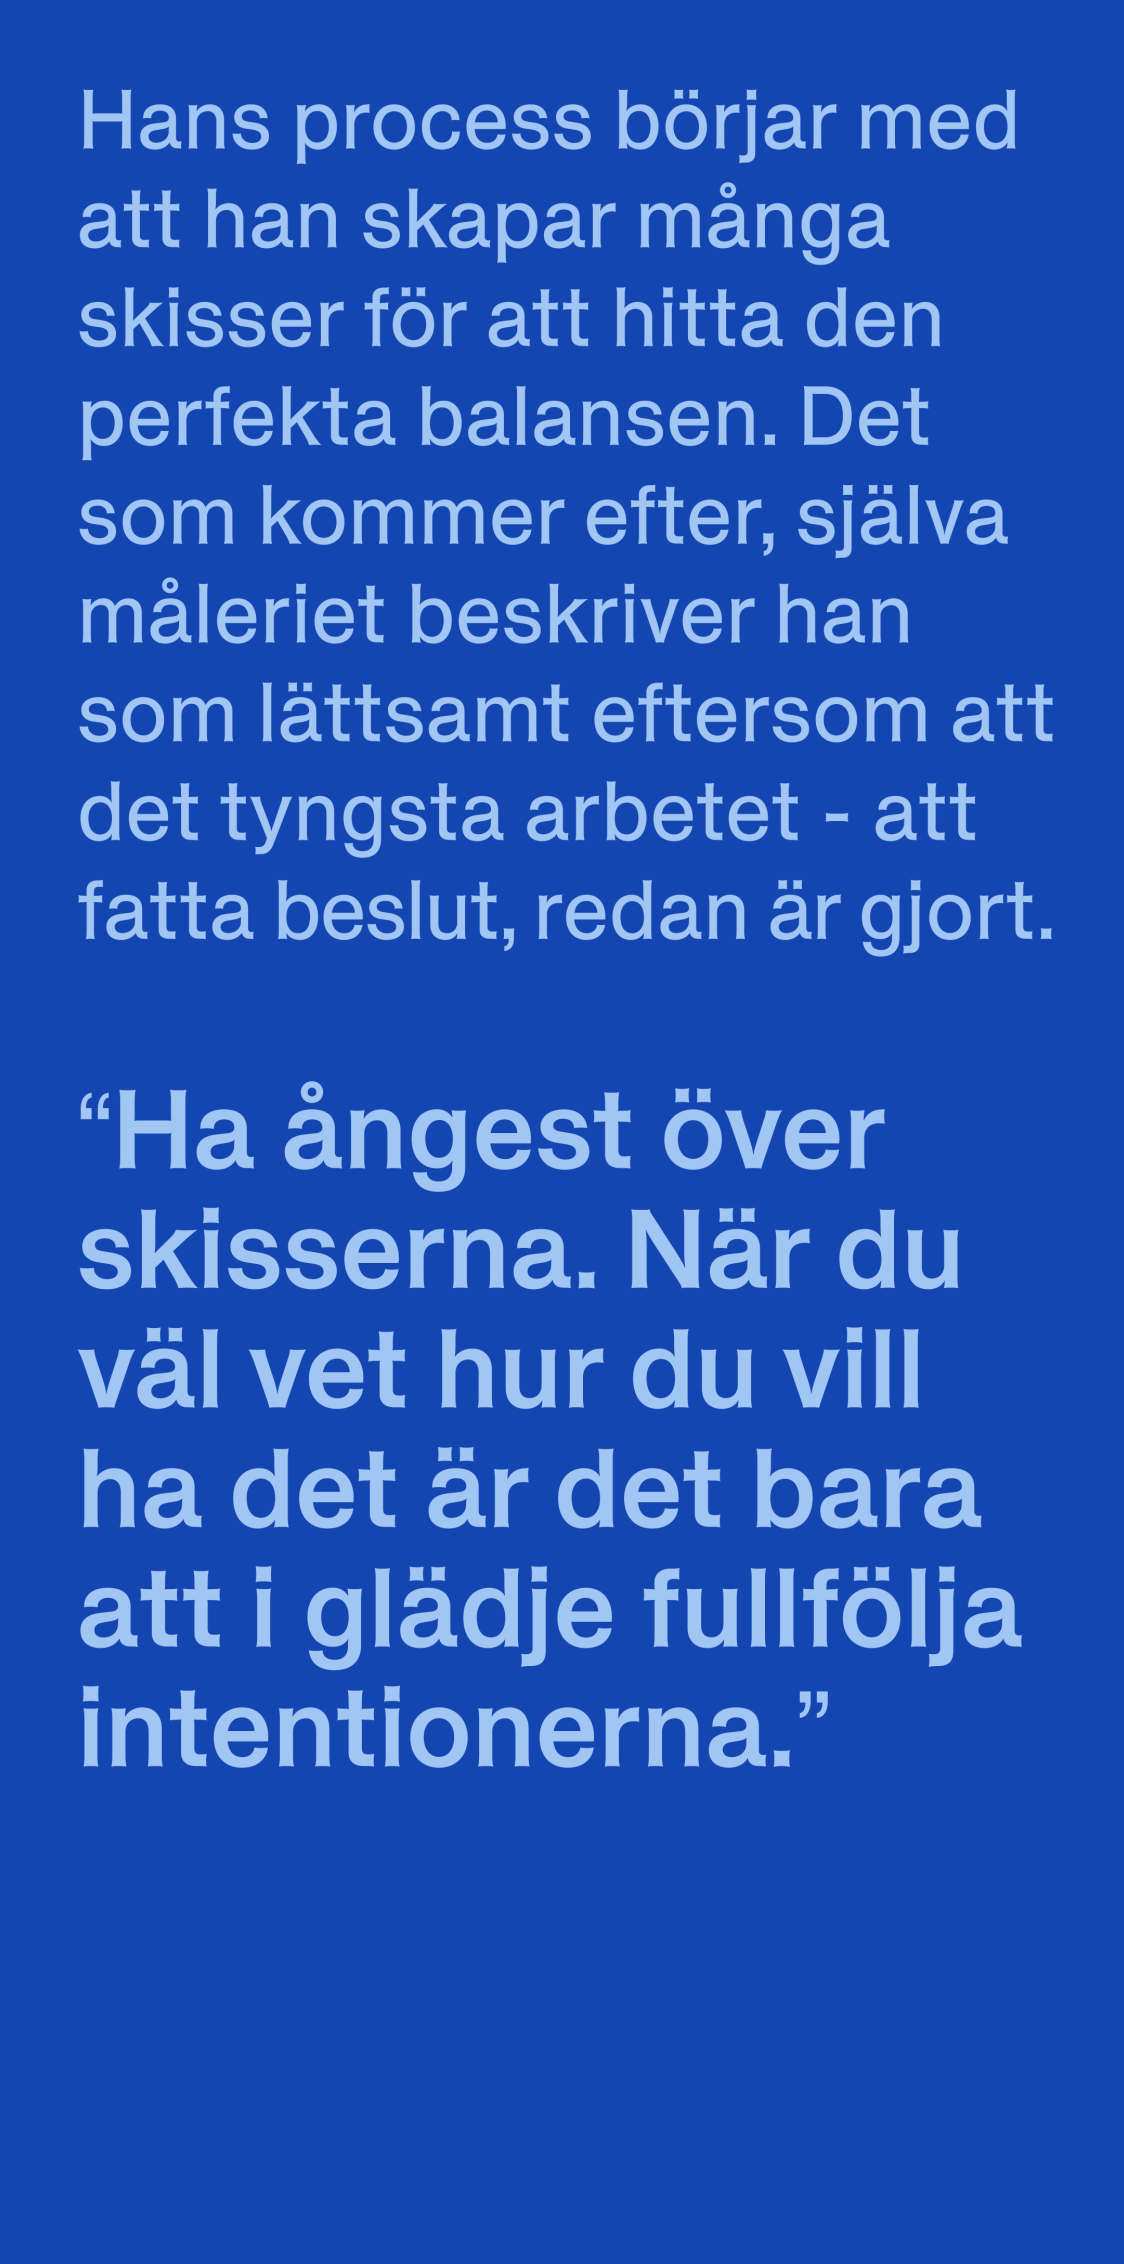 Hans process börjar med
att han skapar många
skisser för att hitta den
perfekta balansen. Det
som kommer efter, själva
måleriet beskriver han
som lättsamt eftersom att
det tyngsta arbetet - att
fatta beslut, redan är gjort.
“Ha ångest över
skisserna. När du
väl vet hur du vill
ha det är det bara
att i glädje fullfölja
intentionerna.”